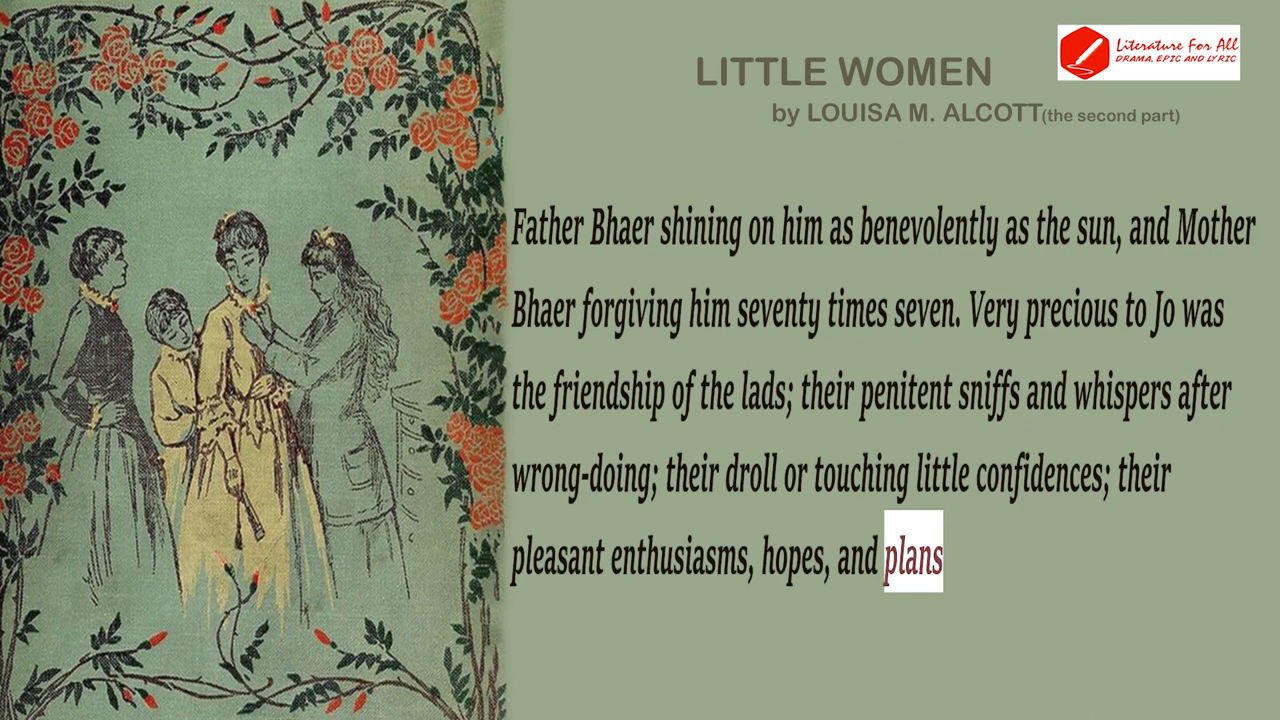 LITTLE WOMEN
by LOUISA M. ALCOTT(the second part)
Literature For All
DRAMA, EPIC AND LYRIC
Father Bhaer shining on him as benevolently as the sun, and Mother
Bhaer forgiving him seventy times seven. Very precious to Jo was
the friendship of the lads; their penitent sniffs and whispers after
wrong-doing; their droll or touching little confidences; their
pleasant enthusiasms, hopes, and plans